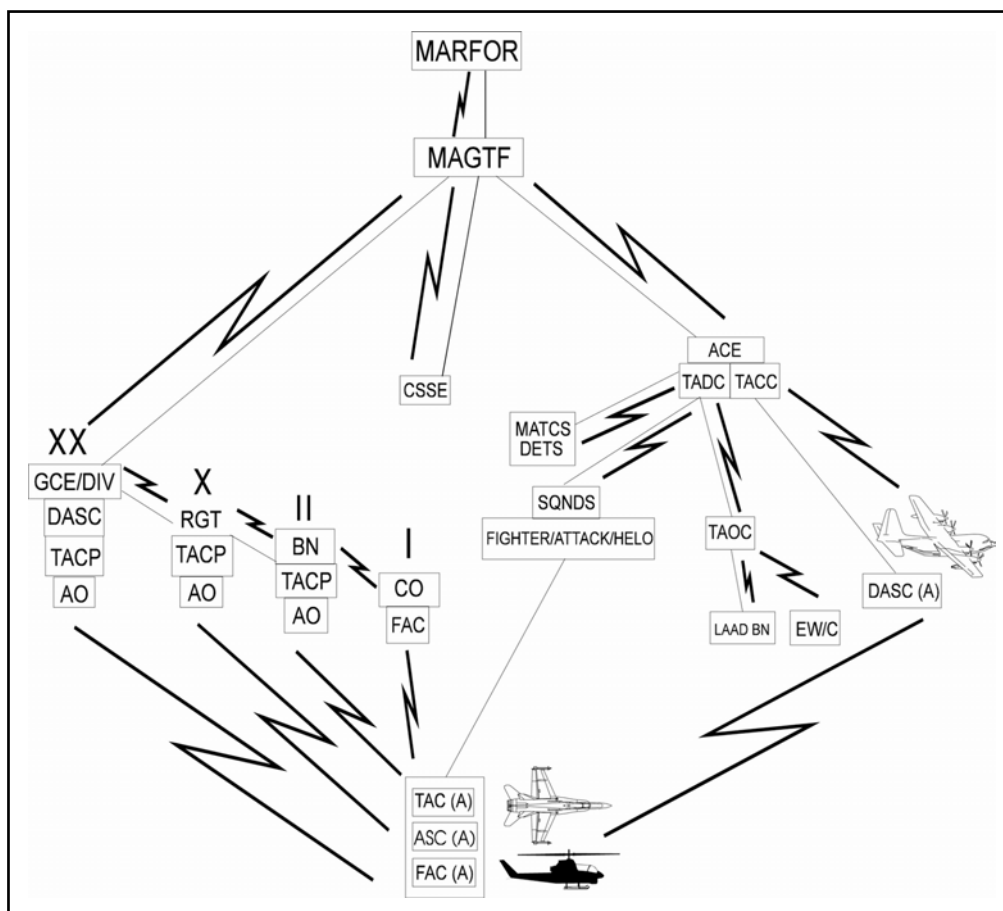 MARFOR
MAGTF
ACE
TADC
TACC
CSSE
MATCS
DETS
XX
GCE/DIV
DASC
TACP
AO
X
RGT
TACP
AO
II
BN
TACP
AO
I
CO
FAC
SQNDS
FIGHTER/ATTACK/HELO
TAOC
LAAD BN
EW/C
DASC (A)
TAC (A)
ASC (A)
FAC (A)